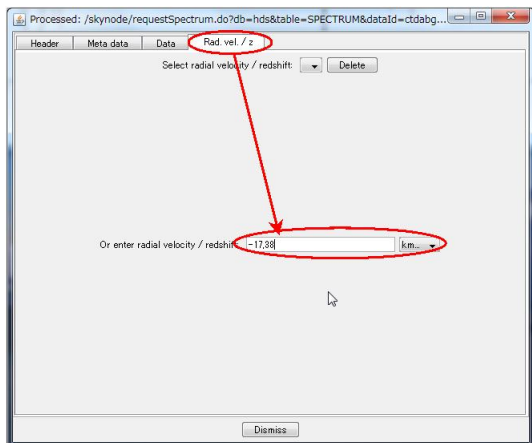 Processed: /skynode/requestSpectrum.do?db=hds&table=SPECTRUM&dataId=ctdabg...
Header Meta data Data Rad. vel. / z
Select radial velocity / redshift: Delete
Or enter radial velocity / redshift: -17,38 km...
Dismiss